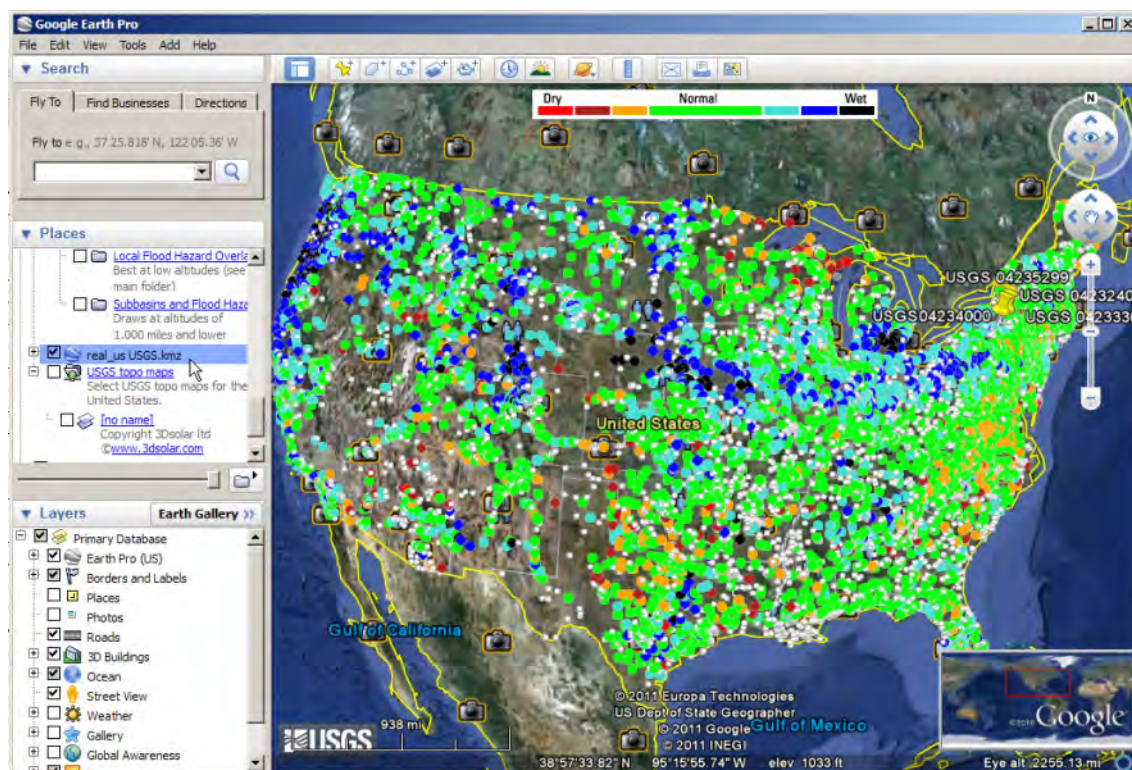 Google Earth Pro
File Edit View Tools Add Help
Search
Fly To Find Businesses Directions
Fly to e.g., 37 25.818' N, 122 05.36' W
Places
Local Flood Hazard Overla
Best at low altitudes (see
main folder)
Subbasins and Flood Haza
Draws at altitudes of
1,000 miles and lower
real_us USGS.kmz
USGS topo maps
Select USGS topo maps for the
United States.
[no name]
Copyright 3Dsolar ltd
©www.3dsolar.com
Layers Earth Gallery >>
Primary Database
Earth Pro (US)
Borders and Labels
Places
Photos
Roads
3D Buildings
Ocean
Street View
Weather
Gallery
Global Awareness
Dry Normal Wet
N
USGS 04235299
USGS 0423240
USGS04234000
United States
Gulf of California
Gulf of Mexico
© 2011 Europa Technologies
US Dept of State Geographer
© 2011 Google
© 2011 INEGI
938 mi
USGS
38°57'33.82" N 95°15'55.74" W elev 1033 ft
©2010 Google
Eye alt 2255.13 mi